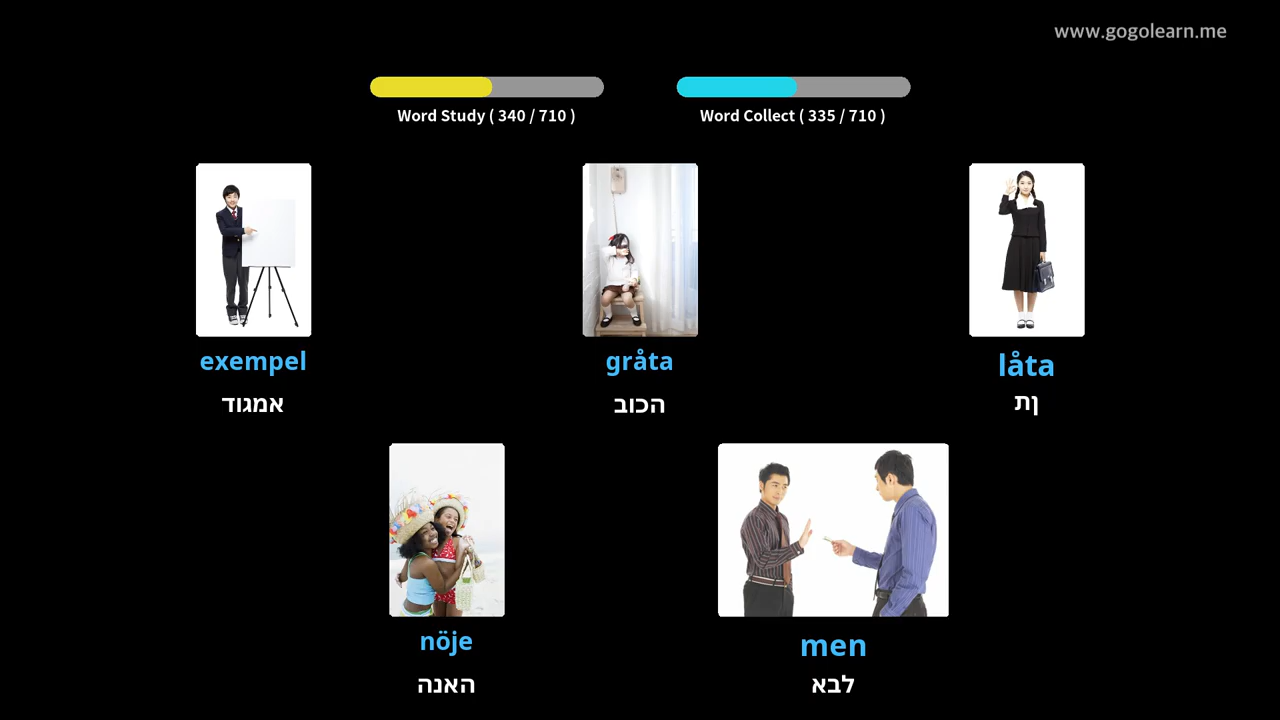 www.gogolearn.me
Word Study ( 340 / 710 )
Word Collect ( 335 / 710 )
exempel
אמגוד
gråta
הכוב
låta
ןת
nöje
האנה
men
לבא